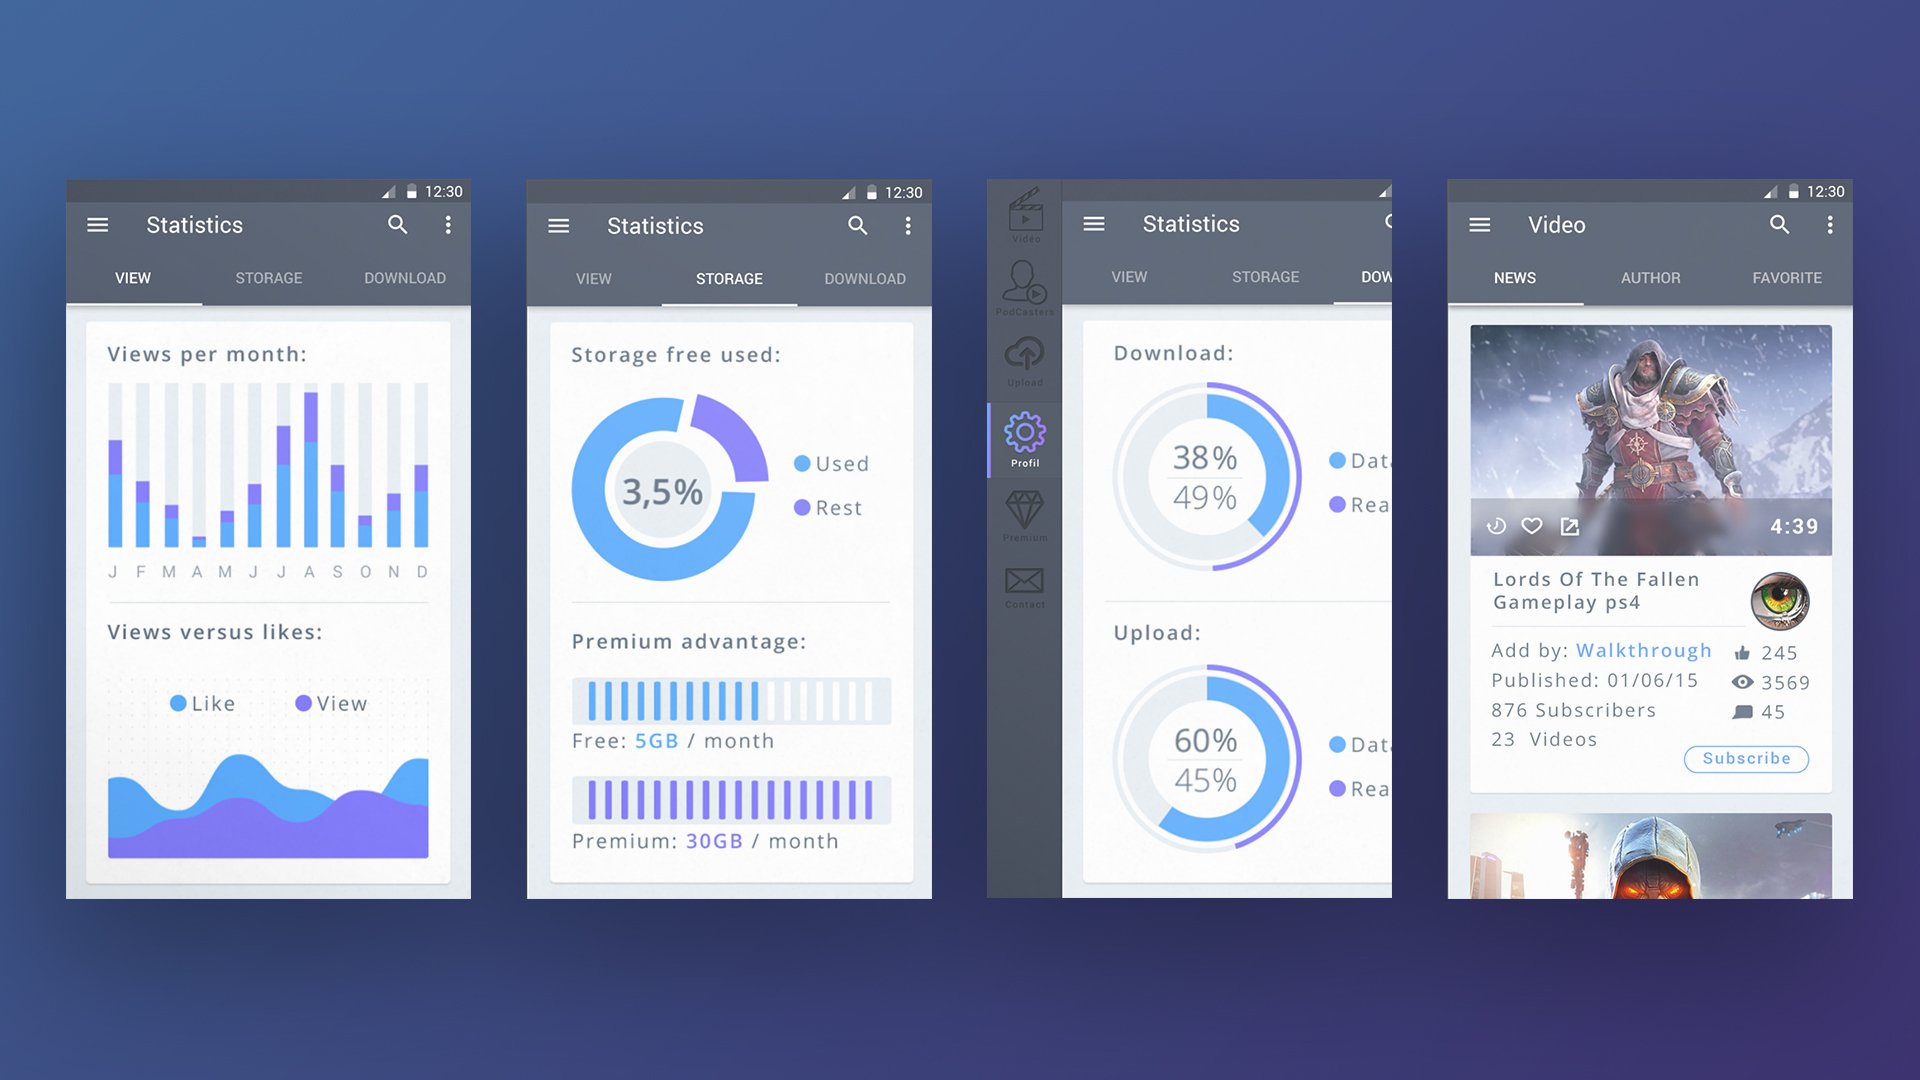 12:30
Statistics
VIEW STORAGE DOWNLOAD
Views per month:
J F M A M J J A S O N D
Views versus likes:
Like View
12:30
Statistics
VIEW STORAGE DOWNLOAD
Storage free used:
3,5%
Used
Rest
Premium advantage:
Free: 5GB / month
Premium: 30GB / month
Vidéo
PodCasters
Upload
Profil
Premium
Contact
Statistics
VIEW STORAGE DOW
Download:
38%
49%
Dat
Rea
Upload:
60%
45%
Dat
Rea
12:30
Video
NEWS AUTHOR FAVORITE
4:39
Lords Of The Fallen
Gameplay ps4
Add by: Walkthrough
245
Published: 01/06/15
3569
876 Subscribers
45
23 Videos
Subscribe